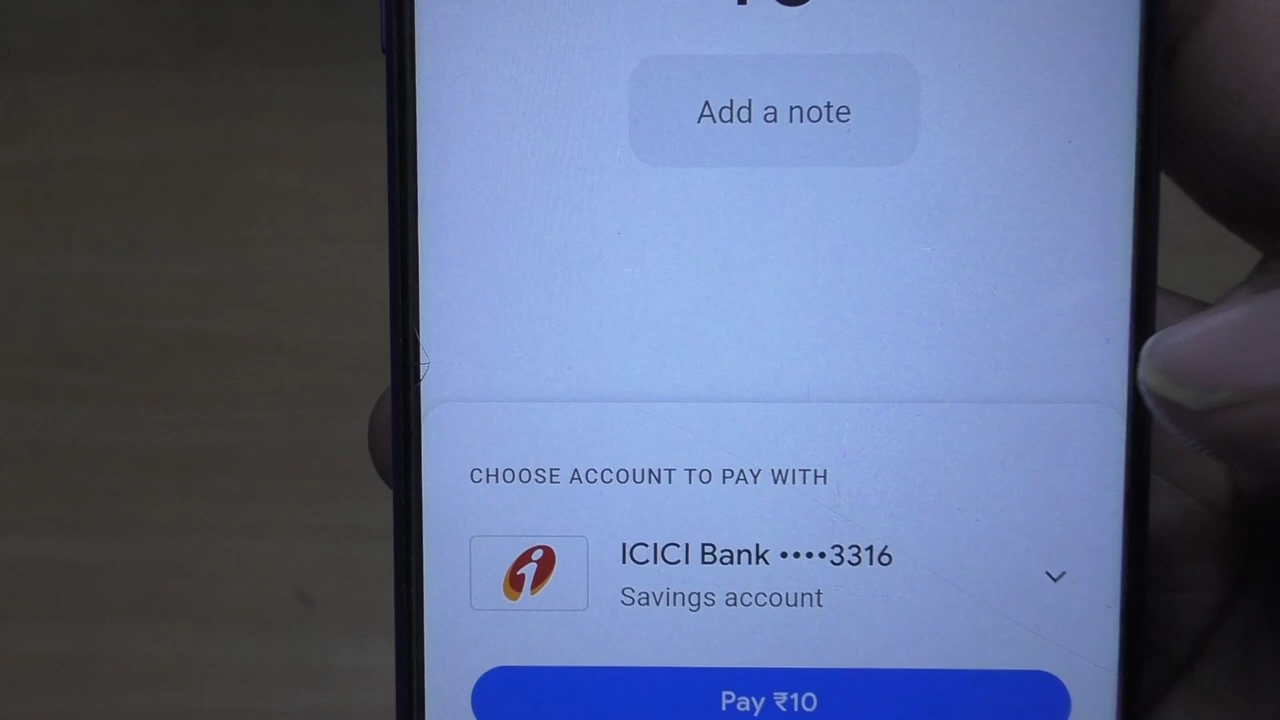 Add a note
CHOOSE ACCOUNT TO PAY WITH
ICICI Bank ••••3316
Savings account
Pay ₹10